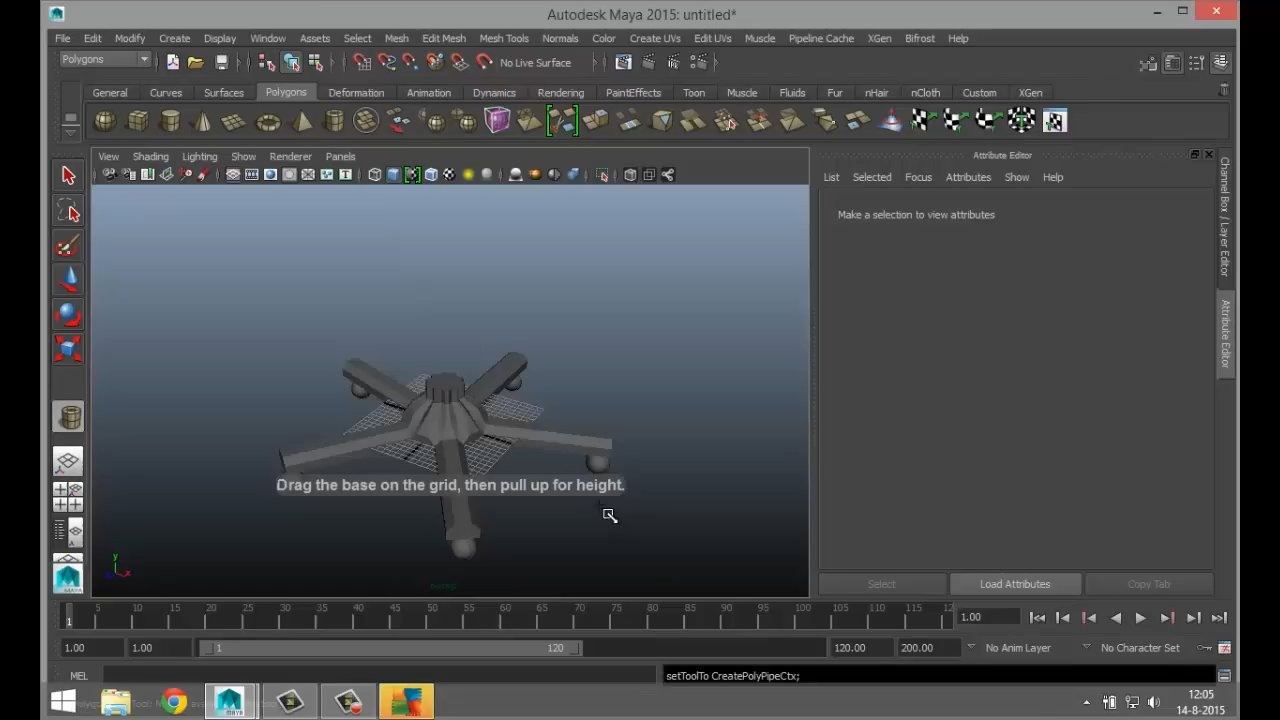 Autodesk Maya 2015: untitled*
File Edit Modify Create Display Window Assets Select Mesh Edit Mesh Mesh Tools Normals Color Create UVs Edit UVs Muscle Pipeline Cache XGen Bifrost Help
Polygons No Live Surface
General Curves Surfaces Polygons Deformation Animation Dynamics Rendering PaintEffects Toon Muscle Fluids Fur nHair nCloth Custom XGen
View Shading Lighting Show Renderer Panels
Attribute Editor
List Selected Focus Attributes Show Help
Make a selection to view attributes
Channel Box / Layer Editor
Attribute Editor
Drag the base on the grid, then pull up for height.
y
x
persp
Select Load Attributes Copy Tab
1 5 10 15 20 25 30 35 40 45 50 55 60 65 70 75 80 85 90 95 100 105 110 115 12 1.00
1.00 1.00 1 120 120.00 200.00 No Anim Layer No Character Set
MEL setToolTo CreatePolyPipeCtx;
MAYA
12:05
14-8-2015